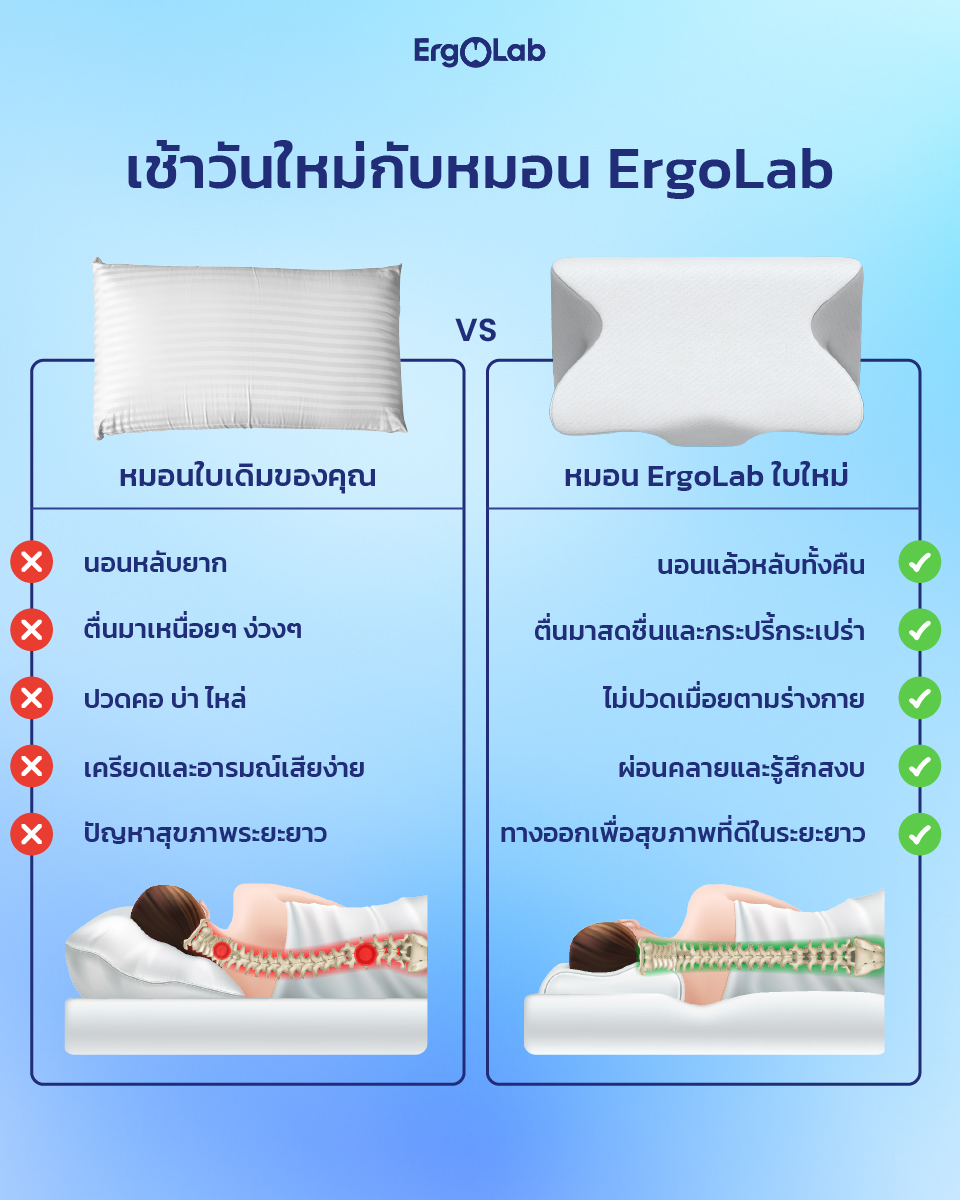 ErgoLab
เช้าวันใหม่กับหมอน ErgoLab
VS
หมอนใบเดิมของคุณ
นอนหลับยาก
ตื่นมาเหนื่อยๆ ง่วงๆ
ปวดคอ บ่า ไหล่
เครียดและอารมณ์เสียง่าย
ปัญหาสุขภาพระยะยาว
หมอน ErgoLab ใบใหม่
นอนแล้วหลับทั้งคืน
ตื่นมาสดชื่นและกระปรี้กระเปร่า
ไม่ปวดเมื่อยตามร่างกาย
ผ่อนคลายและรู้สึกสงบ
ทางออกเพื่อสุขภาพที่ดีในระยะยาว